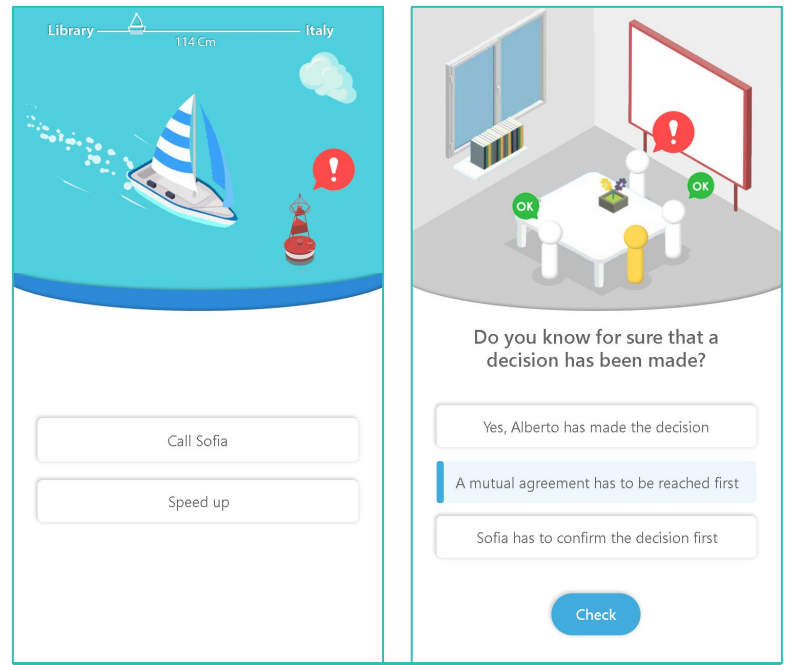 Library
Italy
114 Cm
!
Call Sofia
Speed up
!
OK
OK
Do you know for sure that a
decision has been made?
Yes, Alberto has made the decision
A mutual agreement has to be reached first
Sofia has to confirm the decision first
Check